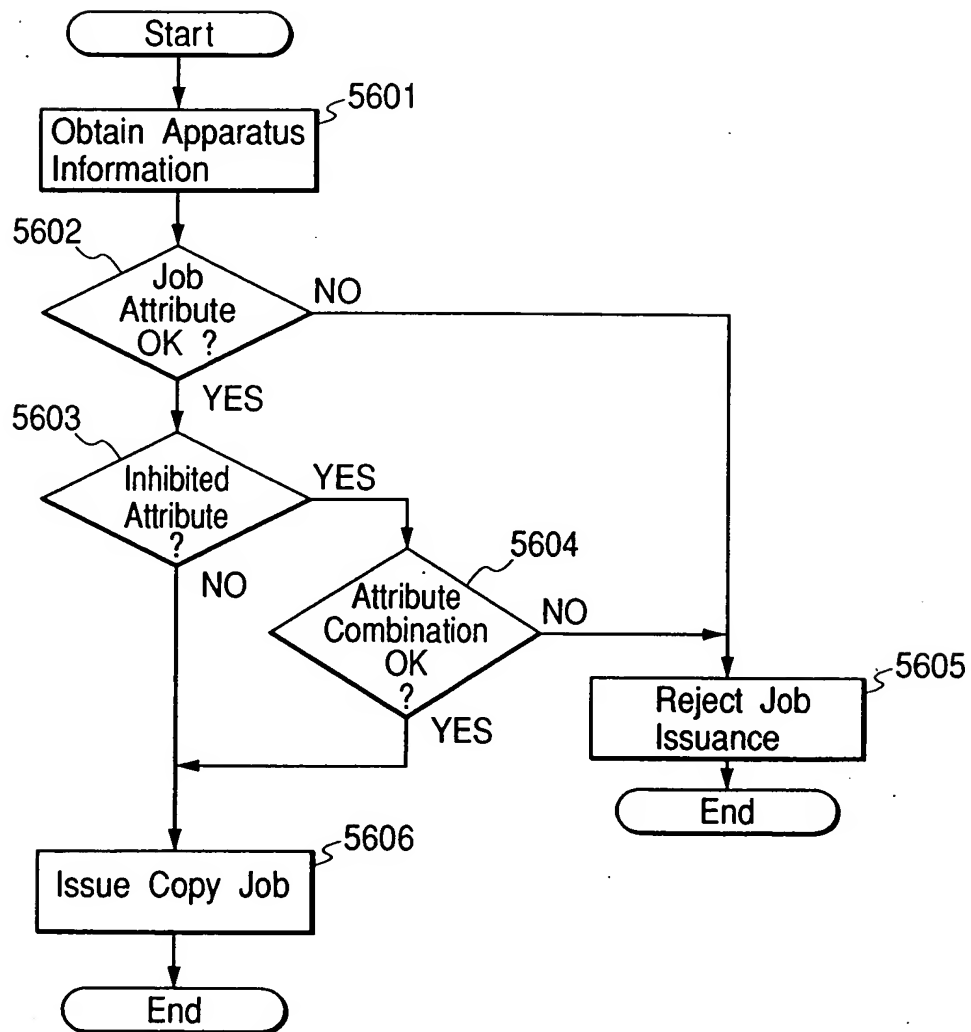 Start
5601
Obtain Apparatus
Information
5602
Job
Attribute
OK ?
NO
YES
5603
Inhibited
Attribute
?
YES
NO
5604
Attribute
Combination
OK
?
NO
YES
5605
Reject Job
Issuance
End
5606
Issue Copy Job
End